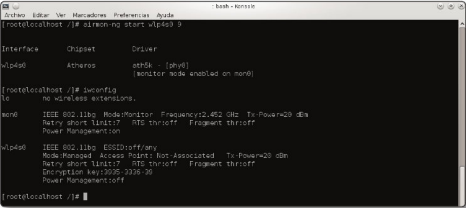 bash - Konsole
Archivo Editar Ver Marcadores Preferencias Ayuda
[root@localhost /]# airmon-ng start wlp4s0 9
Interface Chipset Driver
wlp4s0 Atheros ath5k - [phy0]
[monitor mode enabled on mon0]
[root@localhost /]# iwconfig
lo no wireless extensions.
mon0 IEEE 802.11bg Mode:Monitor Frequency:2.452 GHz Tx-Power=20 dBm
Retry short limit:7 RTS thr:off Fragment thr:off
Power Management:on
wlp4s0 IEEE 802.11bg ESSID:off/any
Mode:Managed Access Point: Not-Associated Tx-Power=20 dBm
Retry short limit:7 RTS thr:off Fragment thr:off
Encryption key:3935-3336-39
Power Management:off
[root@localhost /]#